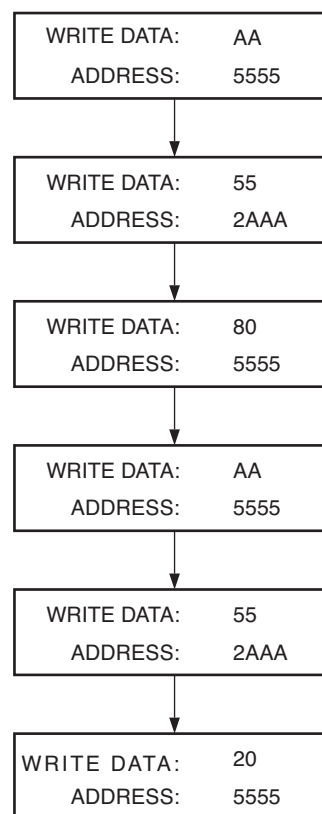 WRITE DATA: AA
ADDRESS: 5555
WRITE DATA: 55
ADDRESS: 2AAA
WRITE DATA: 80
ADDRESS: 5555
WRITE DATA: AA
ADDRESS: 5555
WRITE DATA: 55
ADDRESS: 2AAA
WRITE DATA: 20
ADDRESS: 5555